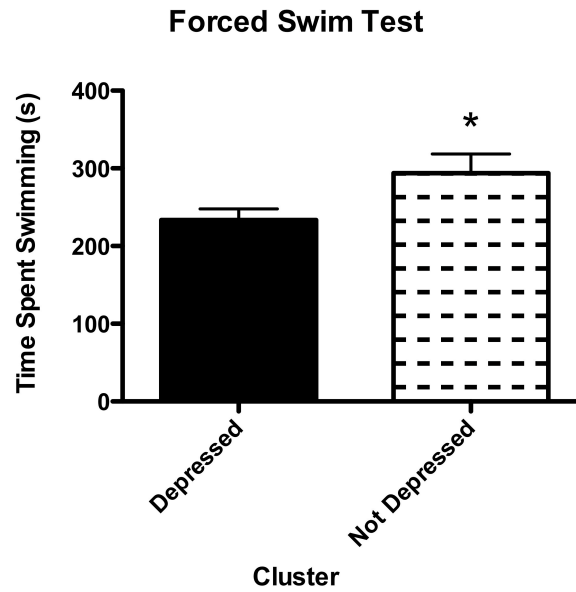 Forced Swim Test
Time Spent Swimming (s)
400
300
200
100
0
*
Depressed
Not Depressed
Cluster